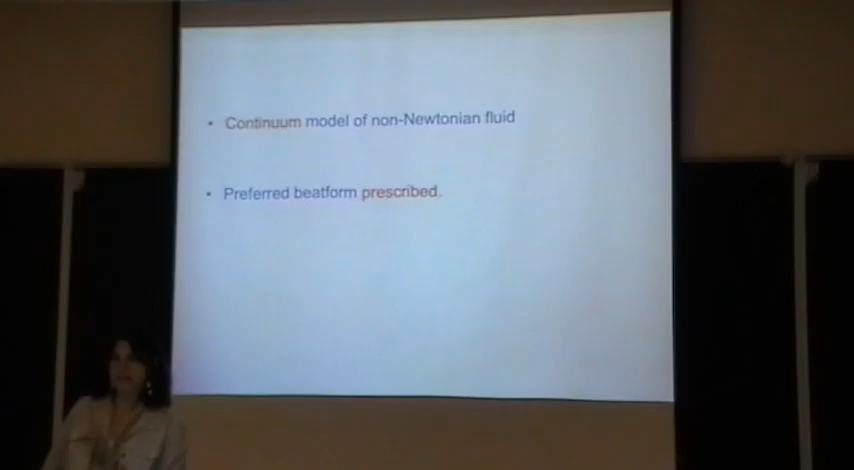 • Continuum model of non-Newtonian fluid
• Preferred beatform prescribed.